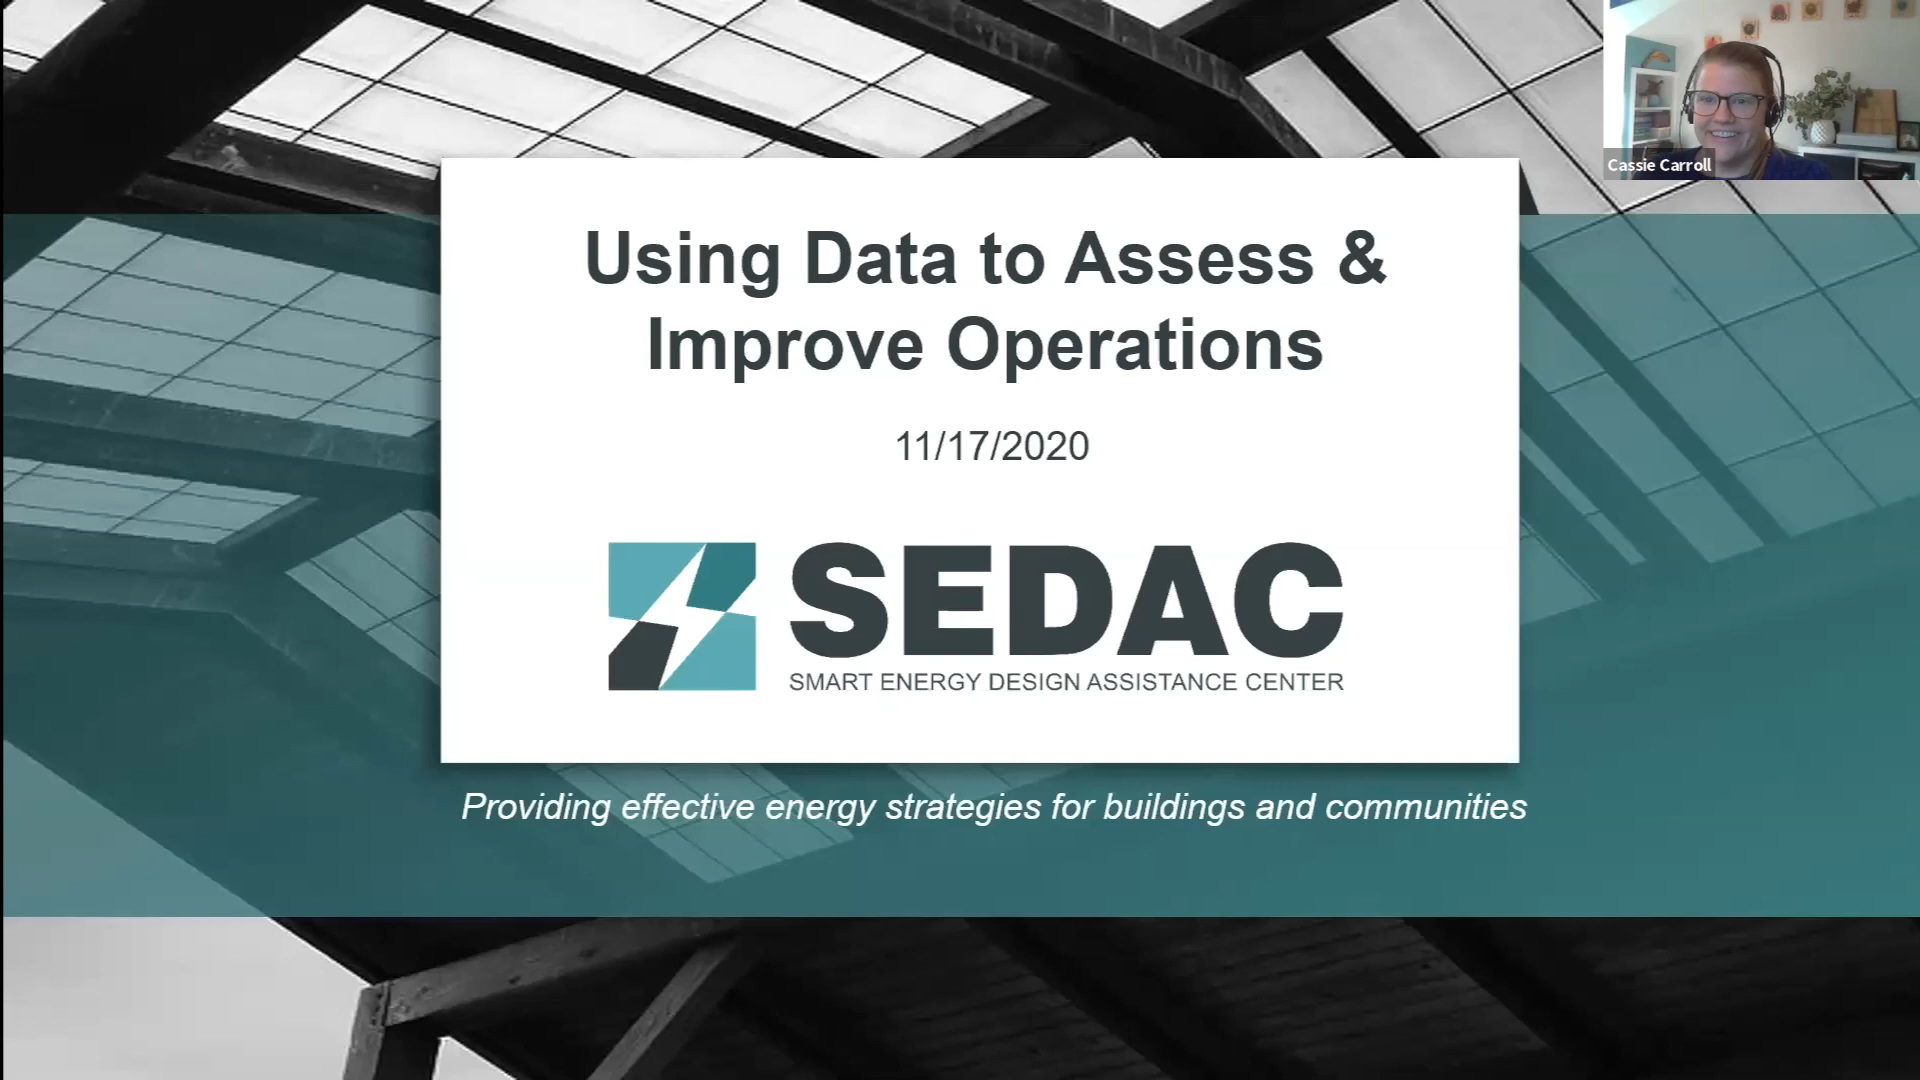 Cassie Carroll
Using Data to Assess &
Improve Operations
11/17/2020
SEDAC
SMART ENERGY DESIGN ASSISTANCE CENTER
Providing effective energy strategies for buildings and communities